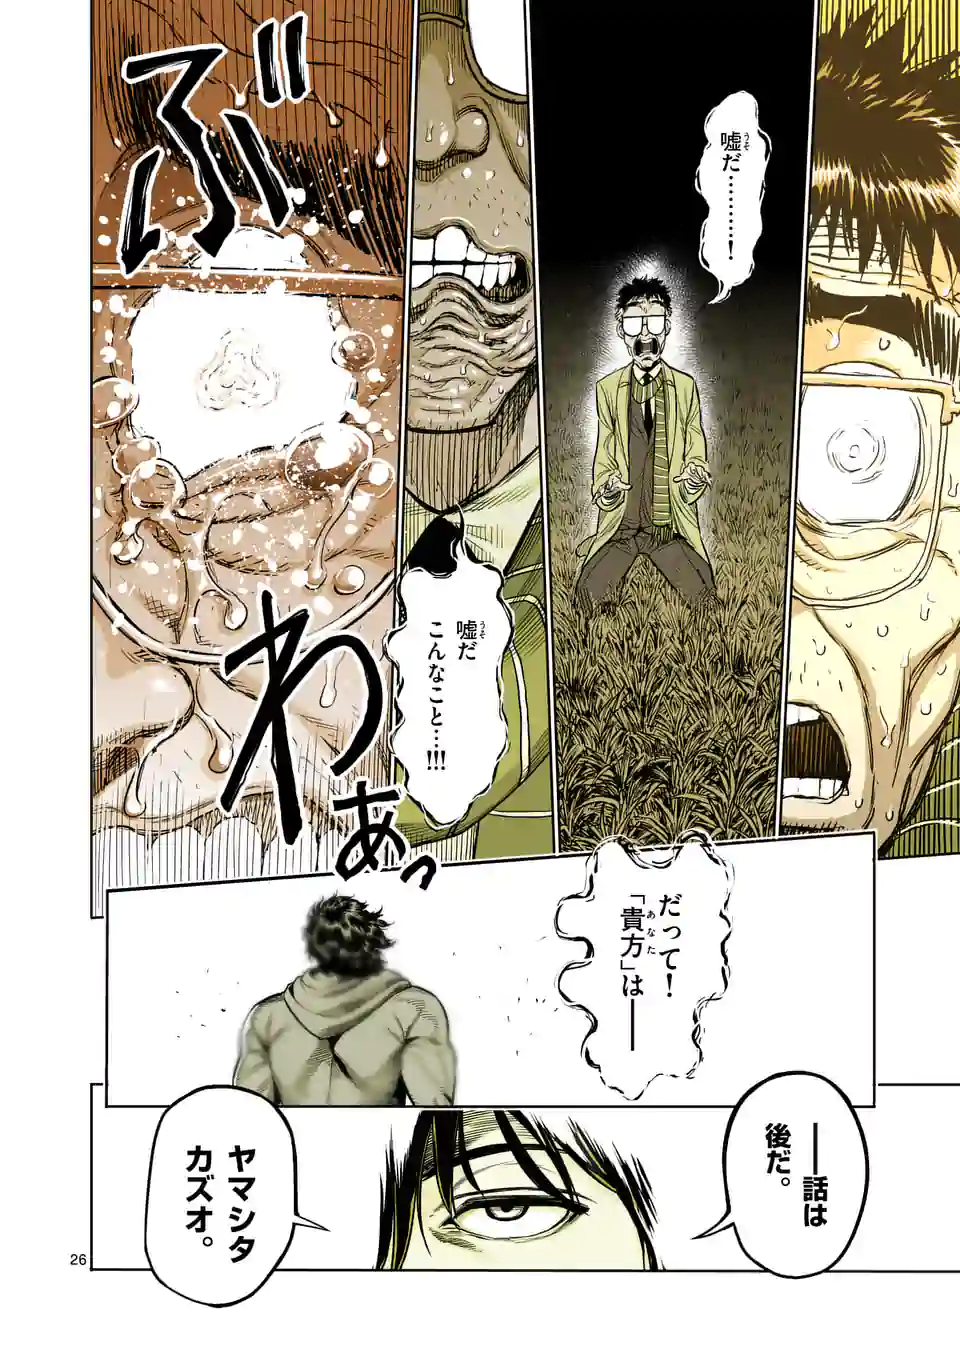 嘘だ…………！
嘘だ
こんなこと…!!!
ぶ
わ
あっ
だって！
「貴方」は――
――話は
後だ。
ヤマシタ
カズオ。
26